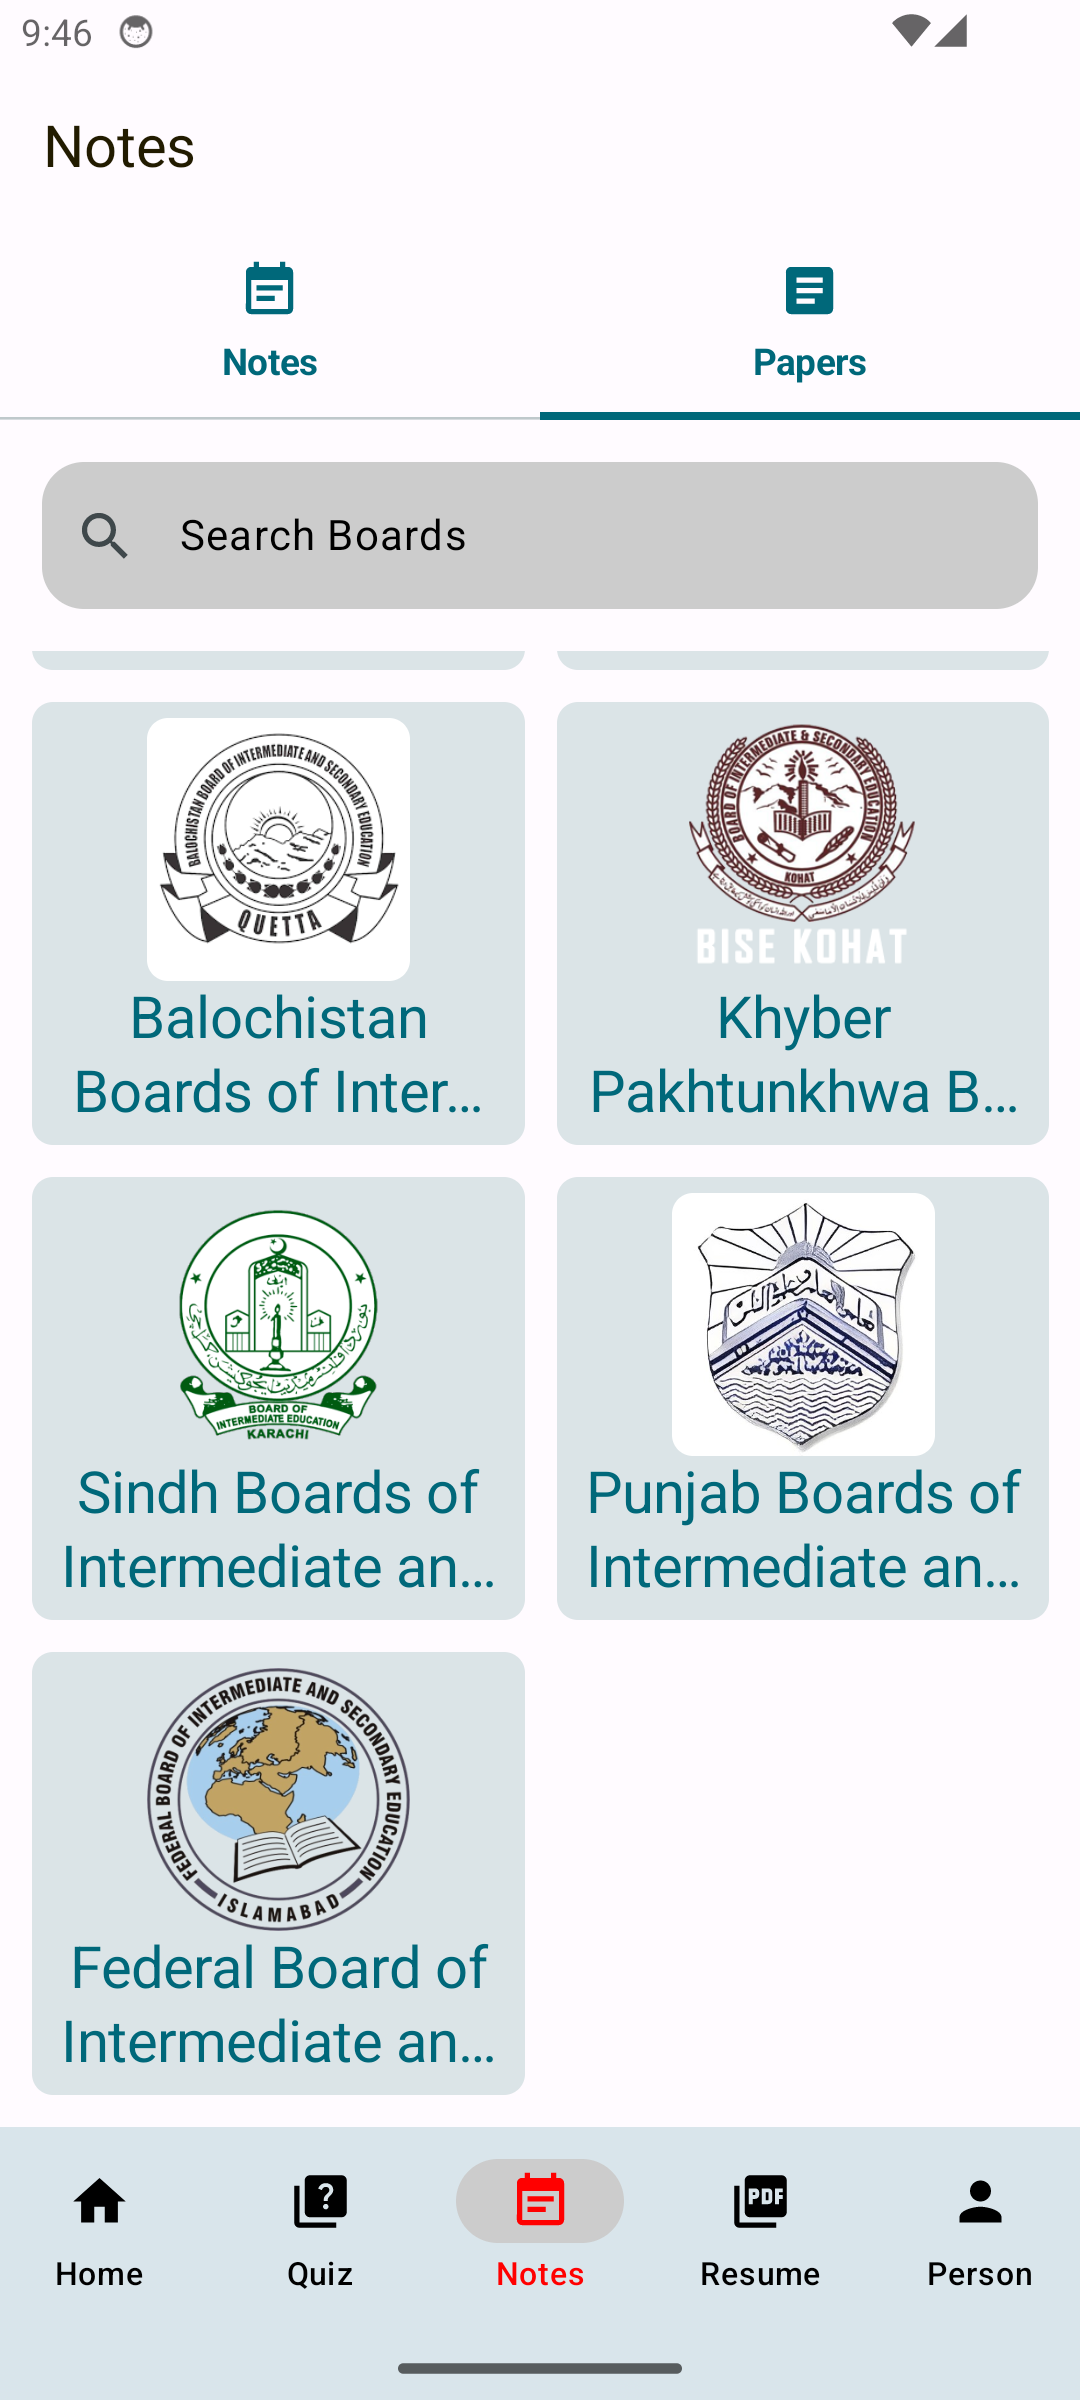 9:46
Notes
Notes
Papers
Search Boards
BALOCHISTAN BOARD OF INTERMEDIATE AND SECONDARY EDUCATION
QUETTA
Balochistan
Boards of Inter...
BOARD OF INTERMEDIATE & SECONDARY EDUCATION
KOHAT
BISE KOHAT
Khyber
Pakhtunkhwa B...
BOARD OF
INTERMEDIATE EDUCATION
KARACHI
Sindh Boards of
Intermediate an...
Punjab Boards of
Intermediate an...
FEDERAL BOARD OF INTERMEDIATE AND SECONDARY EDUCATION
ISLAMABAD
Federal Board of
Intermediate an...
?
PDF
Home
Quiz
Notes
Resume
Person